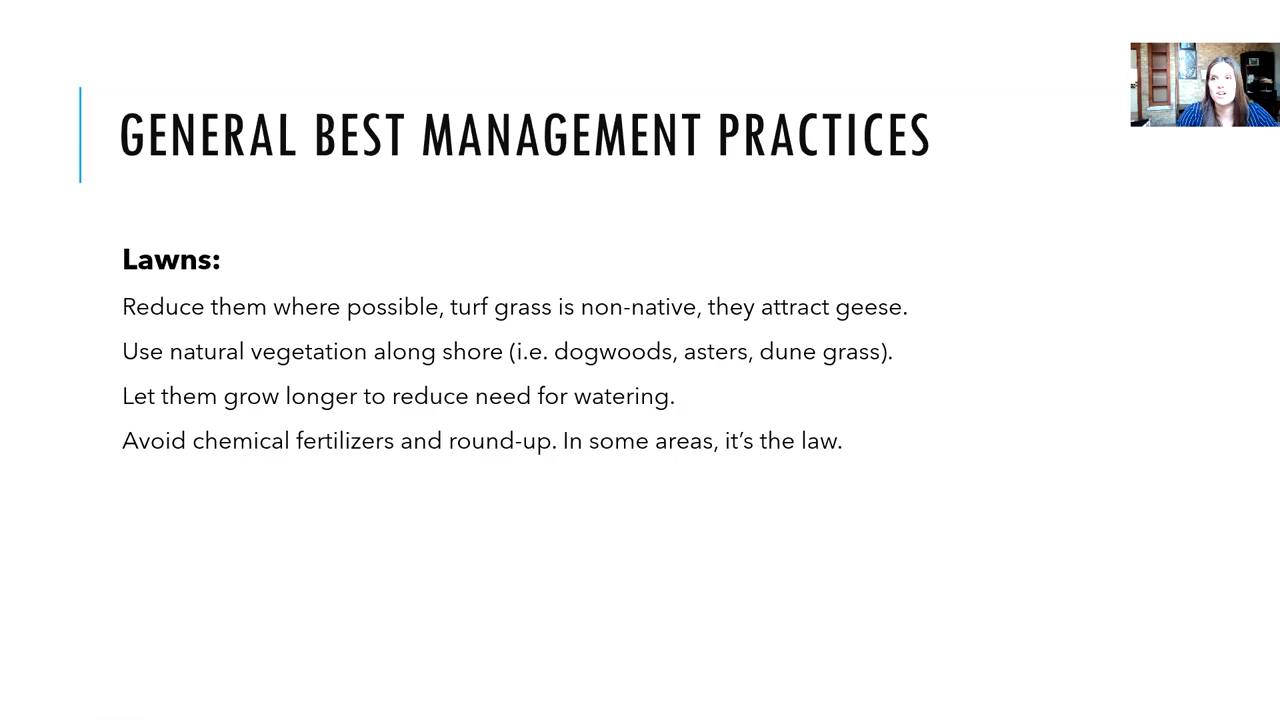 GENERAL BEST MANAGEMENT PRACTICES
Lawns:
Reduce them where possible, turf grass is non-native, they attract geese.
Use natural vegetation along shore (i.e. dogwoods, asters, dune grass).
Let them grow longer to reduce need for watering.
Avoid chemical fertilizers and round-up. In some areas, it’s the law.